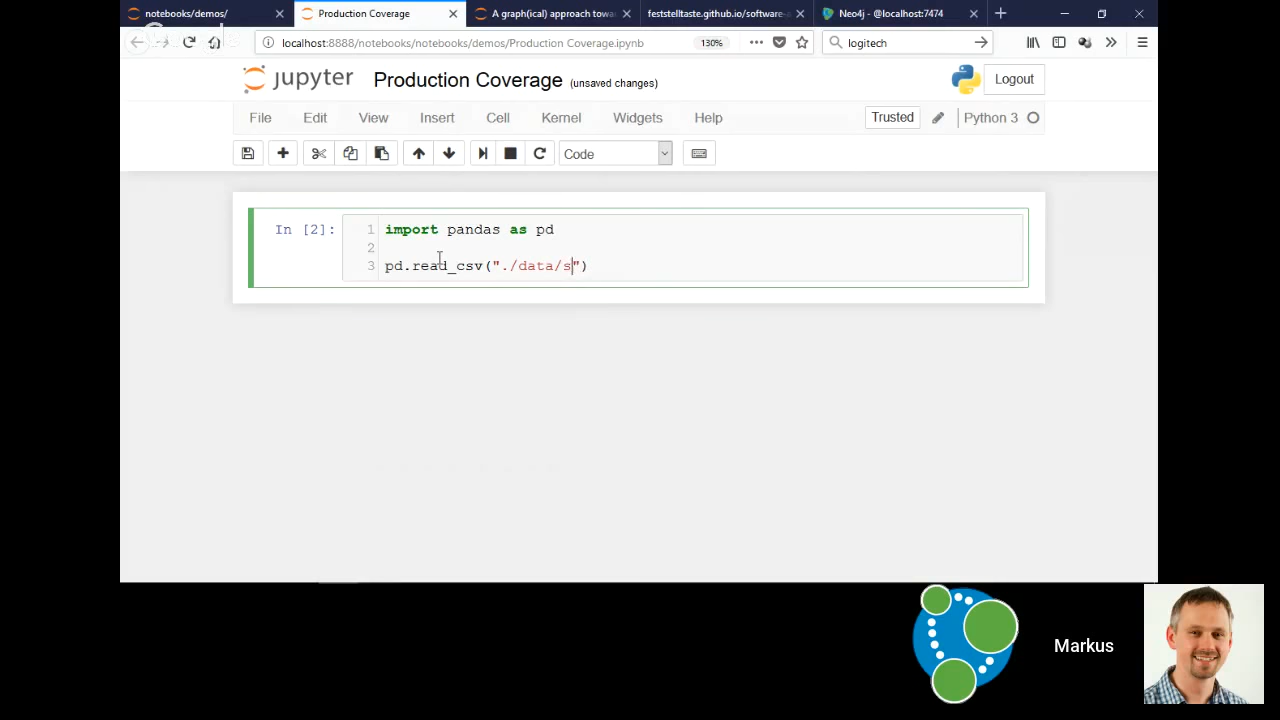 notebooks/demos/
Production Coverage
A graph(ical) approach towa
feststelltaste.github.io/software-a
Neo4j - @localhost:7474
localhost:8888/notebooks/notebooks/demos/Production Coverage.ipynb
130%
logitech
jupyter
Production Coverage (unsaved changes)
Logout
File Edit View Insert Cell Kernel Widgets Help
Trusted
Python 3
Code
In [2]:
1 import pandas as pd
2
3 pd.read_csv("./data/s")
Markus